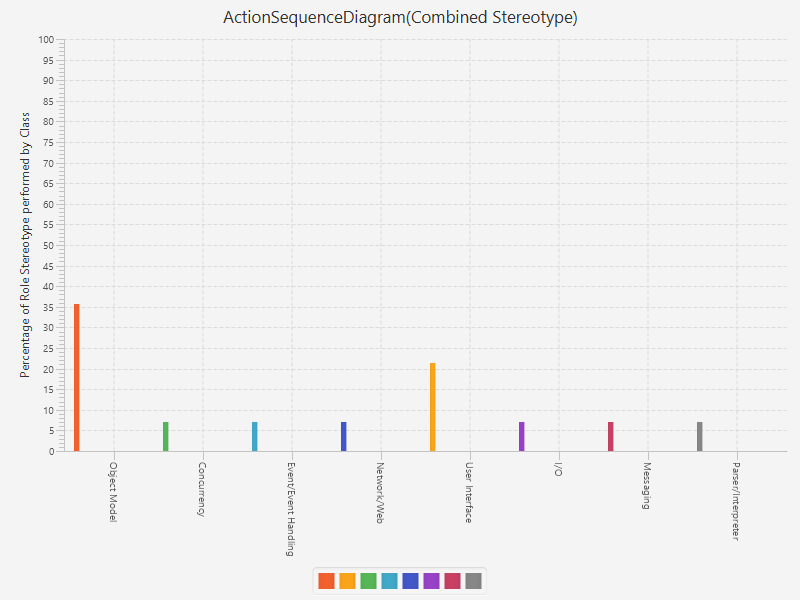 ActionSequenceDiagram(Combined Stereotype)
Percentage of Role Stereotype performed by Class
100
95
90
85
80
75
70
65
60
55
50
45
40
35
30
25
20
15
10
5
0
Object Model
Concurrency
Event/Event Handling
Network/Web
User Interface
I/O
Messaging
Parser/Interpreter